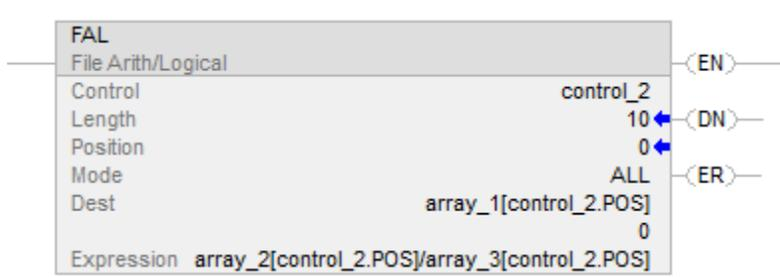 FAL
File Arith/Logical
(EN)
Control control_2
Length 10 (DN)
Position 0
Mode ALL (ER)
Dest array_1[control_2.POS]
0
Expression array_2[control_2.POS]/array_3[control_2.POS]